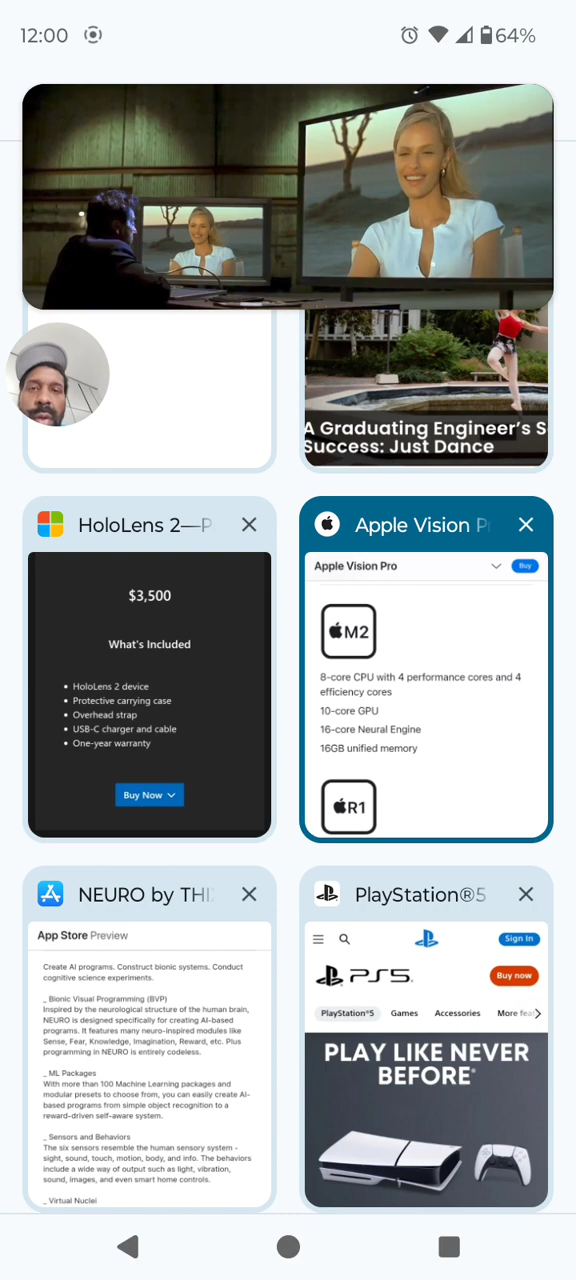 12:00
64%
A Graduating Engineer's S
Success: Just Dance
HoloLens 2—P
$3,500
What's Included
HoloLens 2 device
Protective carrying case
Overhead strap
USB-C charger and cable
One-year warranty
Buy Now
Apple Vision P
Apple Vision Pro
Buy
M2
8-core CPU with 4 performance cores and 4
efficiency cores
10-core GPU
16-core Neural Engine
16GB unified memory
R1
NEURO by THI
App Store Preview
Create AI programs. Construct bionic systems. Conduct
cognitive science experiments.
_ Bionic Visual Programming (BVP)
Inspired by the neurological structure of the human brain,
NEURO is designed specifically for creating AI-based
programs. It features many neuro-inspired modules like
Sense, Fear, Knowledge, Imagination, Reward, etc. Plus
programming in NEURO is entirely codeless.
_ ML Packages
With more than 100 Machine Learning packages and
modular presets to choose from, you can easily create AI-
based programs from simple object recognition to a
reward-driven self-aware system.
_ Sensors and Behaviors
The six sensors resemble the human sensory system -
sight, sound, touch, motion, body, and info. The behaviors
include a wide way of output such as light, vibration,
sound, images, and even smart home controls.
_ Virtual Nuclei
PlayStation®5
Sign In
PS5
Buy now
PlayStation®5 Games Accessories More fea
PLAY LIKE NEVER
BEFORE